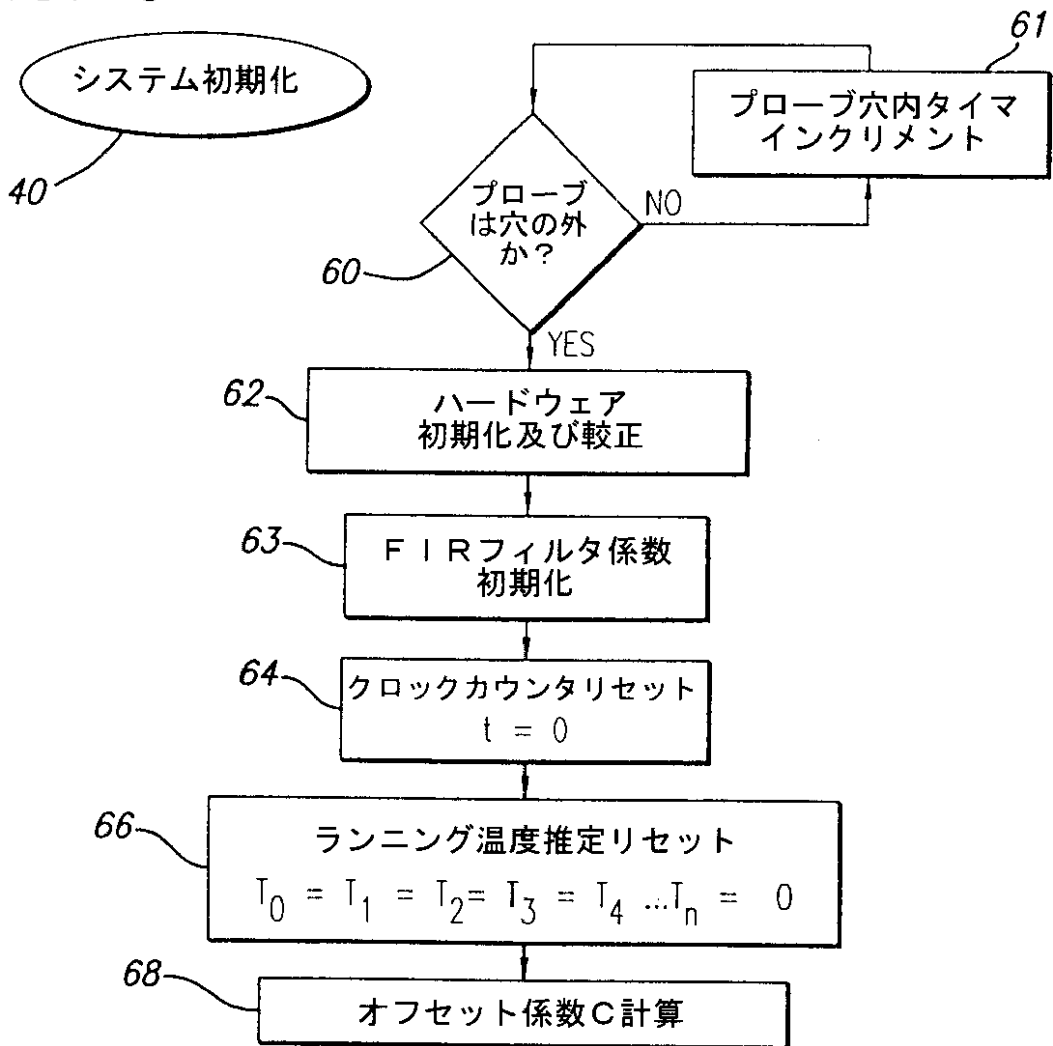 システム初期化
40
61
プローブ穴内タイマ
インクリメント
プローブ
は穴の外
か？
NO
60
YES
62
ハードウェア
初期化及び較正
63
ＦＩＲフィルタ係数
初期化
64
クロックカウンタリセット
t = 0
66
ランニング温度推定リセット
T₀ = T₁ = T₂= T₃ = T₄ ...Tₙ = 0
68
オフセット係数Ｃ計算